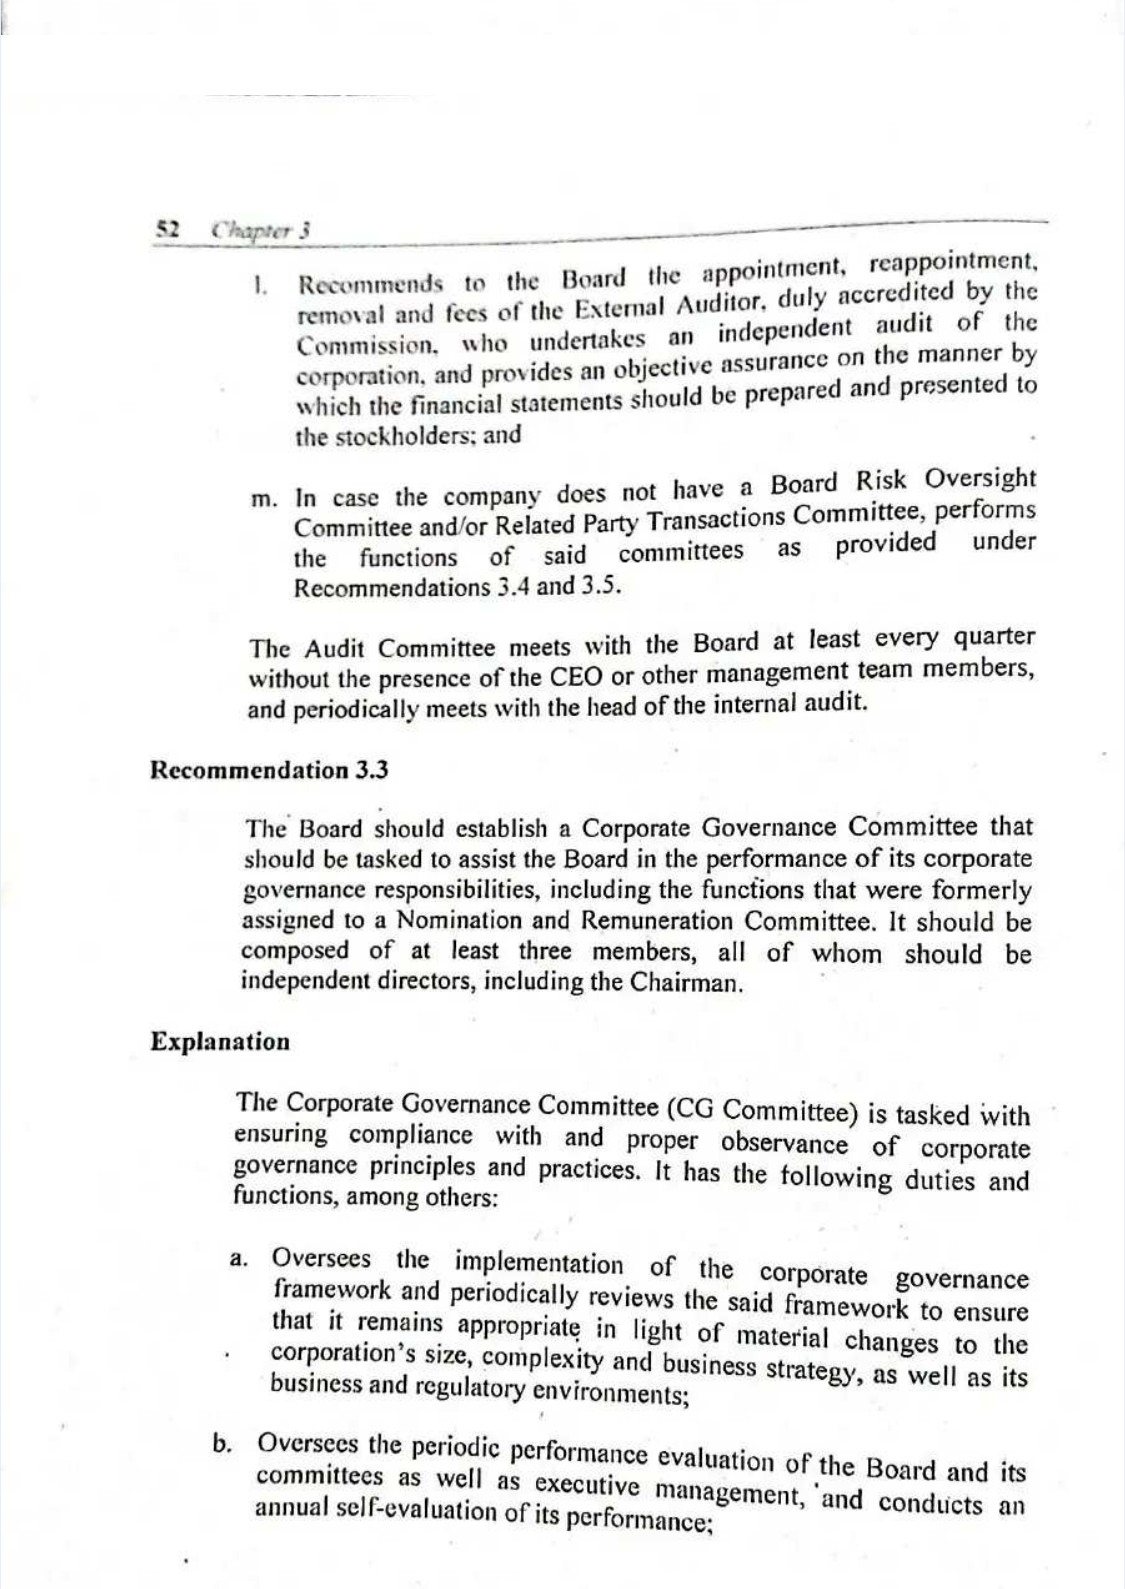 52 Chapter 3
l. Recommends to the Board the appointment, reappointment,
removal and fees of the External Auditor, duly accredited by the
Commission, who undertakes an independent audit of the
corporation, and provides an objective assurance on the manner by
which the financial statements should be prepared and presented to
the stockholders; and
m. In case the company does not have a Board Risk Oversight
Committee and/or Related Party Transactions Committee, performs
the functions of said committees as provided under
Recommendations 3.4 and 3.5.
The Audit Committee meets with the Board at least every quarter
without the presence of the CEO or other management team members,
and periodically meets with the head of the internal audit.
Recommendation 3.3
The Board should establish a Corporate Governance Committee that
should be tasked to assist the Board in the performance of its corporate
governance responsibilities, including the functions that were formerly
assigned to a Nomination and Remuneration Committee. It should be
composed of at least three members, all of whom should be
independent directors, including the Chairman.
Explanation
The Corporate Governance Committee (CG Committee) is tasked with
ensuring compliance with and proper observance of corporate
governance principles and practices. It has the following duties and
functions, among others:
a. Oversees the implementation of the corporate governance
framework and periodically reviews the said framework to ensure
that it remains appropriate in light of material changes to the
corporation's size, complexity and business strategy, as well as its
business and regulatory environments;
b. Oversees the periodic performance evaluation of the Board and its
committees as well as executive management, and conducts an
annual self-evaluation of its performance;